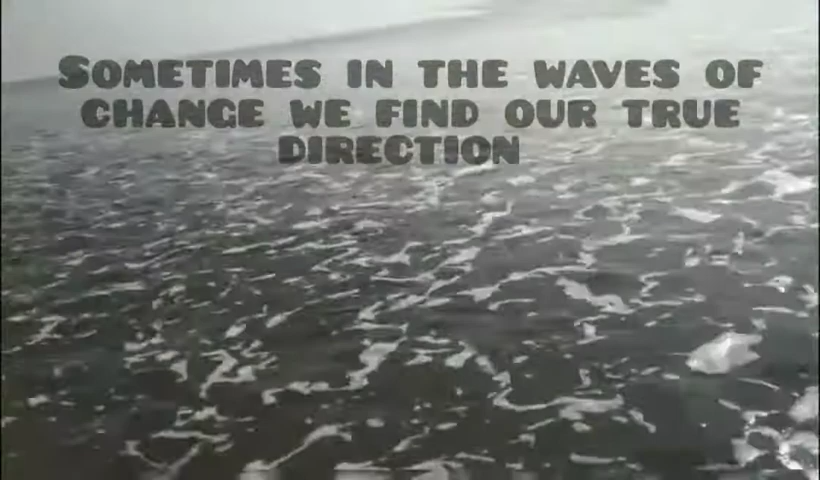 Sometimes in the waves of
change we find our true
direction